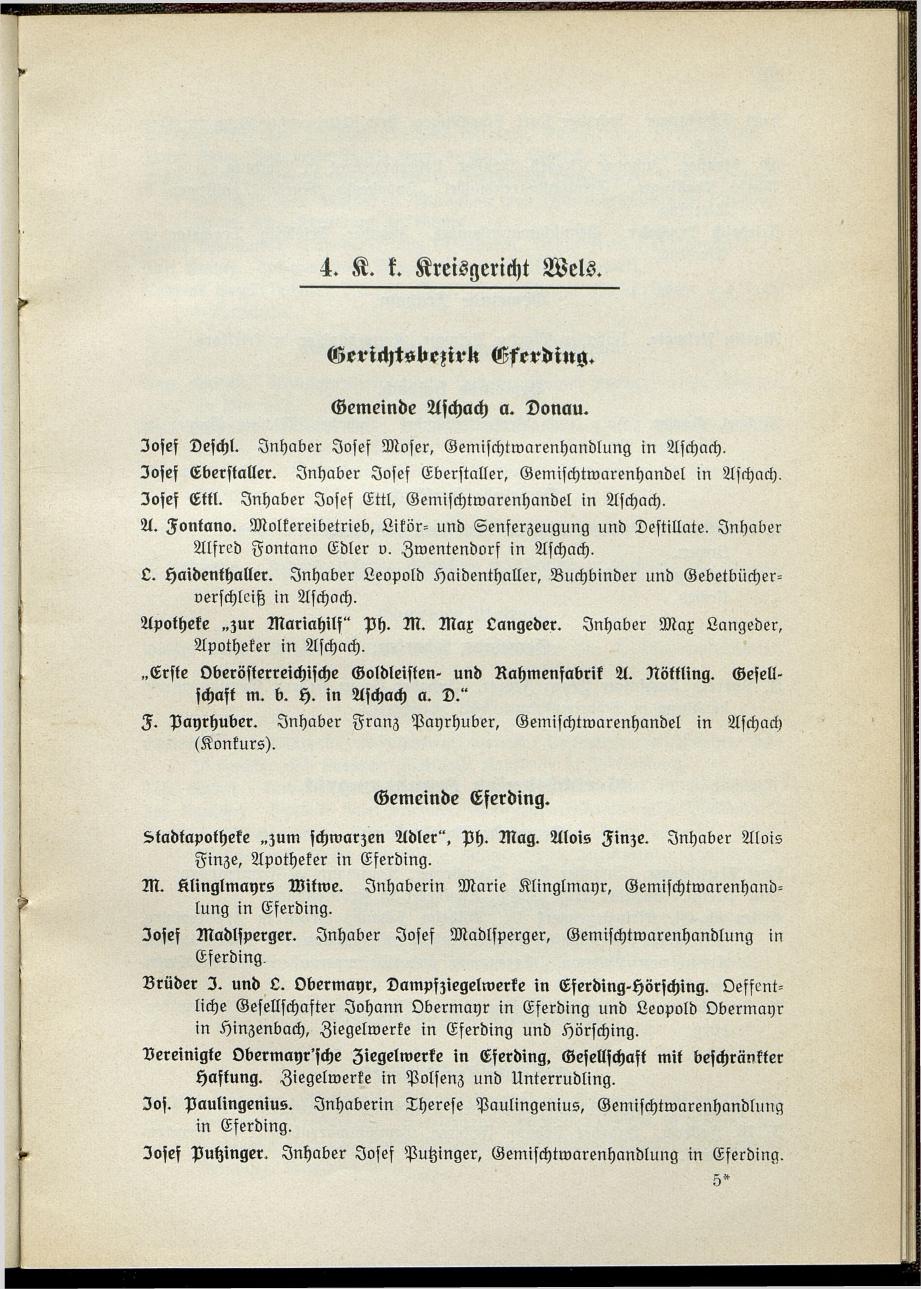 4. K. k. Kreisgericht Wels.
Gerichtsbezirk Eferding.
Gemeinde Aschach a. Donau.
Josef Deschl. Inhaber Josef Moser, Gemischtwarenhandlung in Aschach.
Josef Eberstaller. Inhaber Josef Eberstaller, Gemischtwarenhandel in Aschach.
Josef Ettl. Inhaber Josef Ettl, Gemischtwarenhandel in Aschach.
A. Fontano. Molkereibetrieb, Likör- und Senferzeugung und Destillate. Inhaber
Alfred Fontano Edler v. Zwentendorf in Aschach.
L. Haidenthaller. Inhaber Leopold Haidenthaller, Buchbinder und Gebetbücher-
verschleiß in Aschach.
Apotheke „zur Mariahilf“ Ph. M. Max Langeder. Inhaber Max Langeder,
Apotheker in Aschach.
„Erste Oberösterreichische Goldleisten- und Rahmenfabrik A. Nöttling. Gesell-
schaft m. b. H. in Aschach a. D.“
F. Payrhuber. Inhaber Franz Payrhuber, Gemischtwarenhandel in Aschach
(Konkurs).
Gemeinde Eferding.
Stadtapotheke „zum schwarzen Adler“, Ph. Mag. Alois Finze. Inhaber Alois
Finze, Apotheker in Eferding.
M. Klinglmayrs Witwe. Inhaberin Marie Klinglmayr, Gemischtwarenhand-
lung in Eferding.
Josef Madlsperger. Inhaber Josef Madlsperger, Gemischtwarenhandlung in
Eferding.
Brüder J. und L. Obermayr, Dampfziegelwerke in Eferding-Hörsching. Oeffent-
liche Gesellschafter Johann Obermayr in Eferding und Leopold Obermayr
in Hinzenbach, Ziegelwerke in Eferding und Hörsching.
Vereinigte Obermayr'sche Ziegelwerke in Eferding, Gesellschaft mit beschränkter
Haftung. Ziegelwerke in Polsenz und Unterrudling.
Jos. Paulingenius. Inhaberin Therese Paulingenius, Gemischtwarenhandlung
in Eferding.
Josef Putzinger. Inhaber Josef Putzinger, Gemischtwarenhandlung in Eferding.
5*